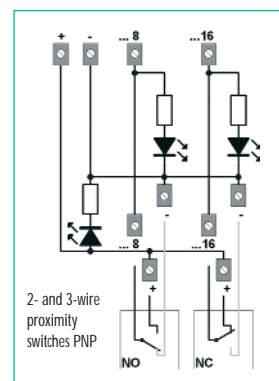 + - ... 8 ... 16
- -
... 8 ... 16
+ +
2- and 3-wire
proximity
switches PNP
NO NC